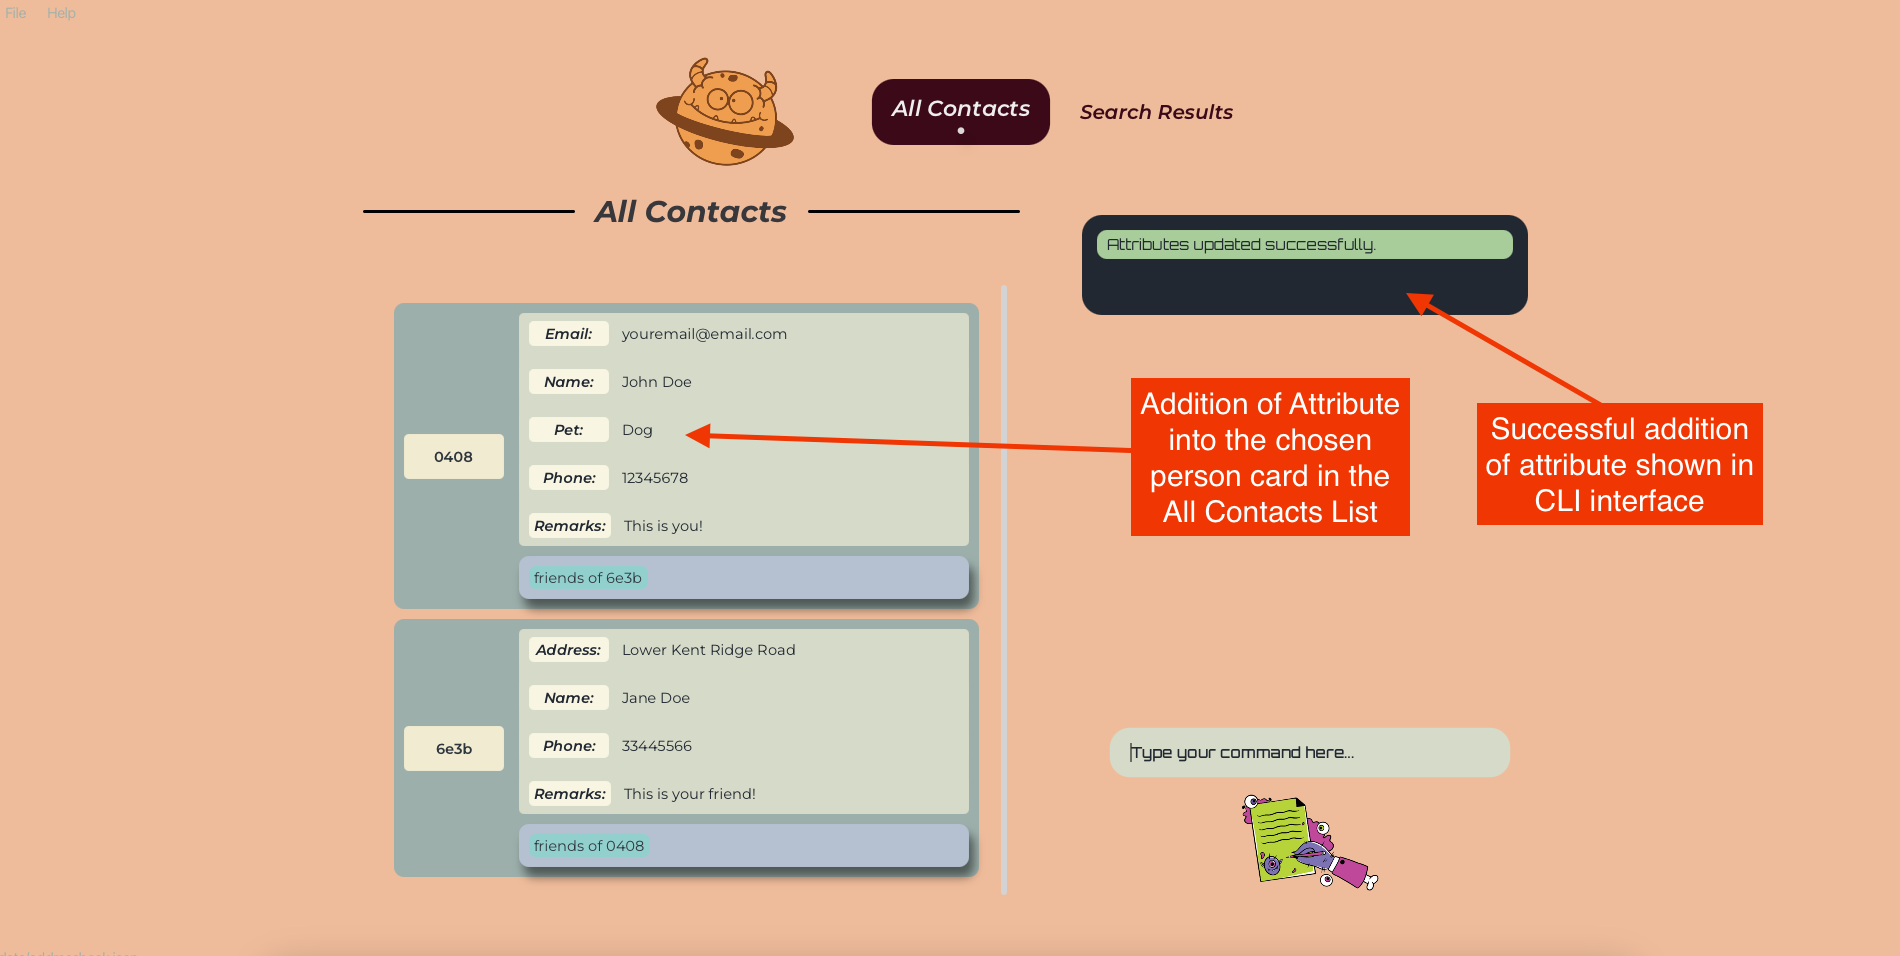 File Help
All Contacts Search Results
All Contacts
Attributes updated successfully.
0408
Email: youremail@email.com
Name: John Doe
Pet: Dog
Phone: 12345678
Remarks: This is you!
friends of 6e3b
6e3b
Address: Lower Kent Ridge Road
Name: Jane Doe
Phone: 33445566
Remarks: This is your friend!
friends of 0408
Addition of Attribute
into the chosen
person card in the
All Contacts List
Successful addition
of attribute shown in
CLI interface
Type your command here...